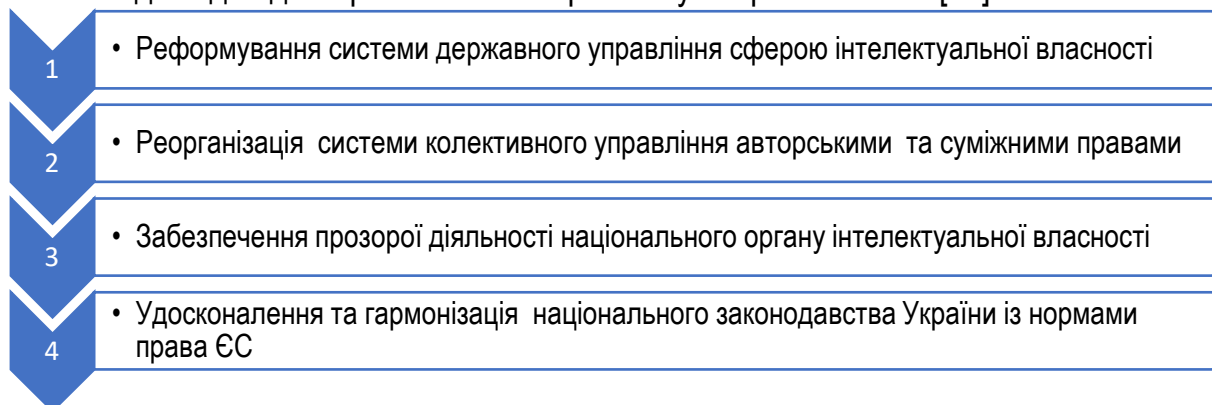 1
• Реформування системи державного управління сферою інтелектуальної власності
2
• Реорганізація системи колективного управління авторськими та суміжними правами
3
• Забезпечення прозорої діяльності національного органу інтелектуальної власності
4
• Удосконалення та гармонізація національного законодавства України із нормами
права ЄС